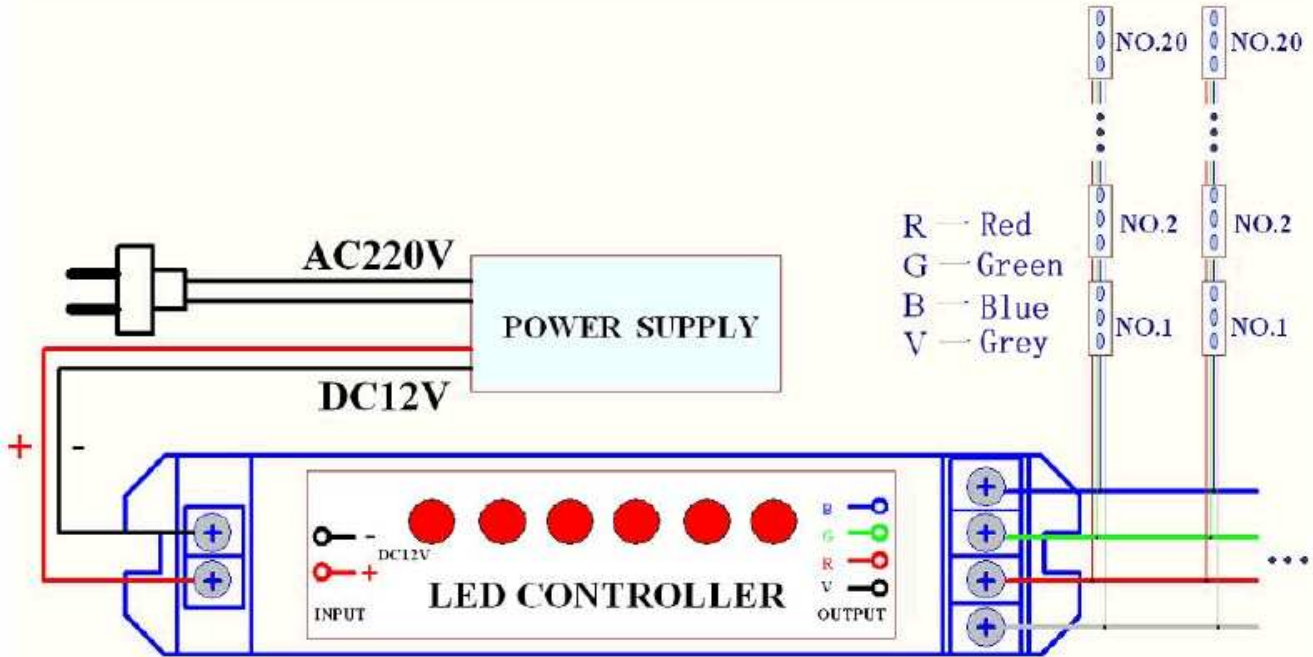 NO.20 NO.20
NO.2 NO.2
NO.1 NO.1
R — Red
G — Green
B — Blue
V — Grey
AC220V
POWER SUPPLY
DC12V
+ -
- DC12V
+
INPUT
LED CONTROLLER
B
G
R
V
OUTPUT
+
+
+
+
+
+